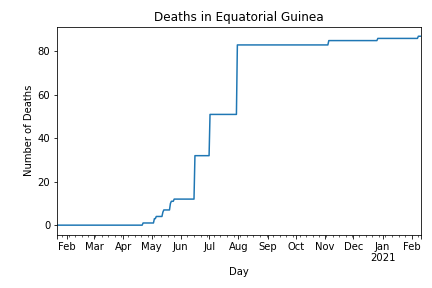 Deaths in Equatorial Guinea
80
60
40
20
0
Number of Deaths
Feb Mar Apr May Jun Jul Aug Sep Oct Nov Dec Jan Feb
2021
Day